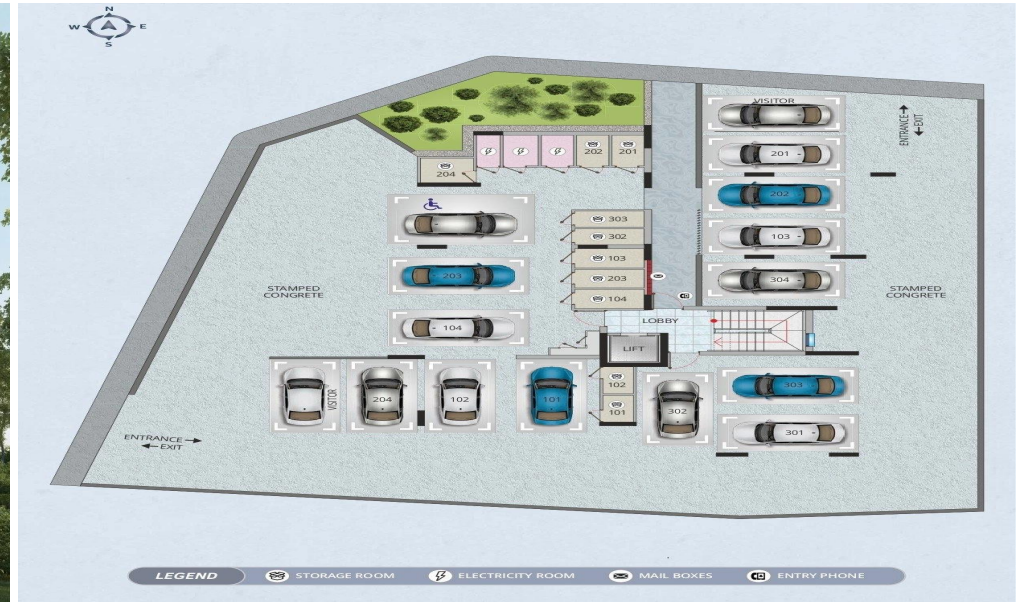 N
W E
S
VISITOR
ENTRANCE
EXIT
201
202
201
204
202
303
302
103
103
203
304
104
203
STAMPED
CONCRETE
STAMPED
CONCRETE
104
LOBBY
LIFT
VISITOR
204
102
101
102
101
302
303
301
ENTRANCE
EXIT
LEGEND STORAGE ROOM ELECTRICITY ROOM MAIL BOXES ENTRY PHONE